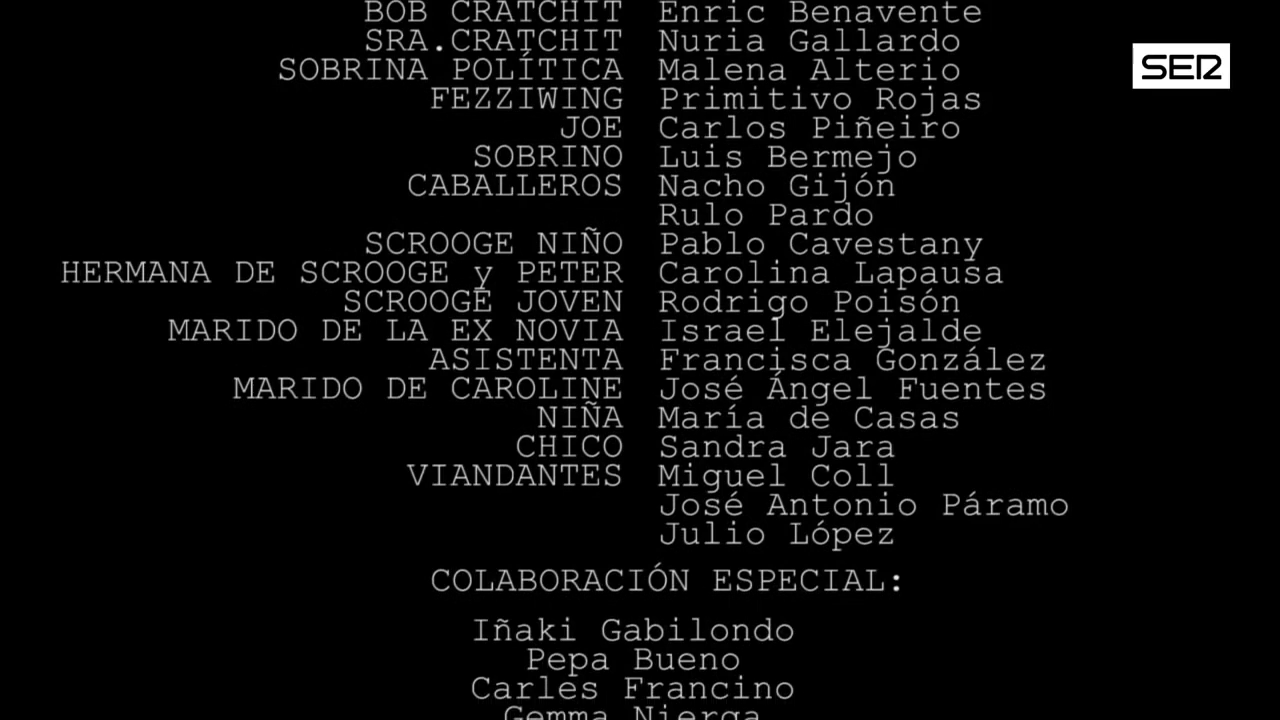 BOB CRATCHIT Enric Benavente
SRA.CRATCHIT Nuria Gallardo
SOBRINA POLÍTICA Malena Alterio
FEZZIWING Primitivo Rojas
JOE Carlos Piñeiro
SOBRINO Luis Bermejo
CABALLEROS Nacho Gijón
Rulo Pardo
SCROOGE NIÑO Pablo Cavestany
HERMANA DE SCROOGE y PETER Carolina Lapausa
SCROOGE JOVEN Rodrigo Poisón
MARIDO DE LA EX NOVIA Israel Elejalde
ASISTENTA Francisca González
MARIDO DE CAROLINE José Ángel Fuentes
NIÑA María de Casas
CHICO Sandra Jara
VIANDANTES Miguel Coll
José Antonio Páramo
Julio López
COLABORACIÓN ESPECIAL:
Iñaki Gabilondo
Pepa Bueno
Carles Francino
Gemma Nierga
SER